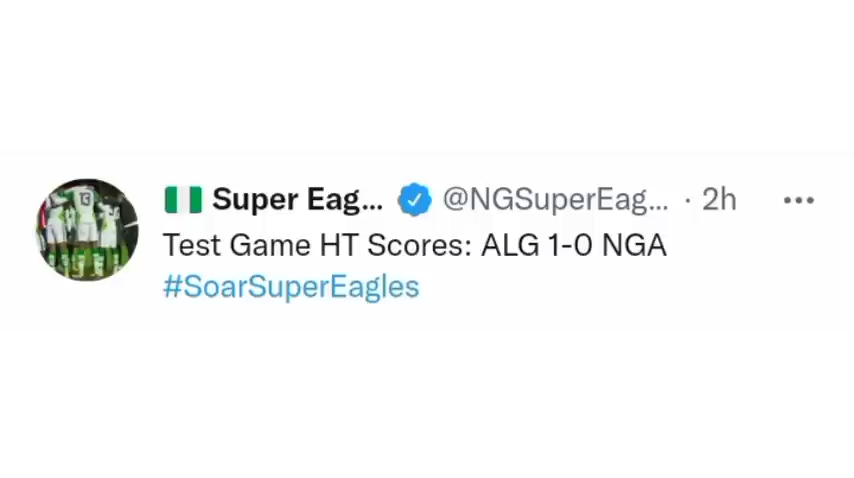 🇳🇬 Super Eag... @NGSuperEag... · 2h
Test Game HT Scores: ALG 1-0 NGA
#SoarSuperEagles